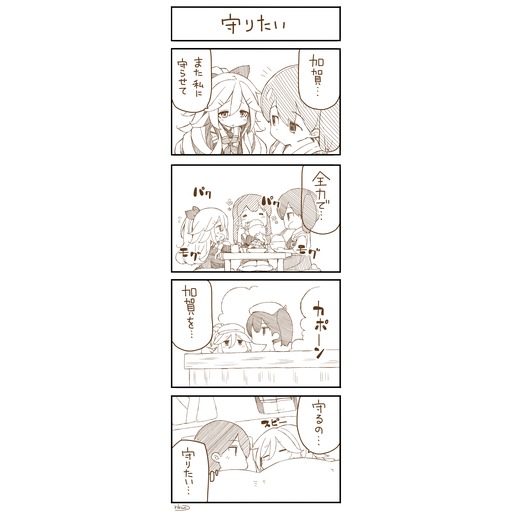 守りたい
加賀…
また私に
守らせて
全力で…
パク
パク
モグ
モグ
カポーン
加賀を…
守るの…
スピー
守りたい…